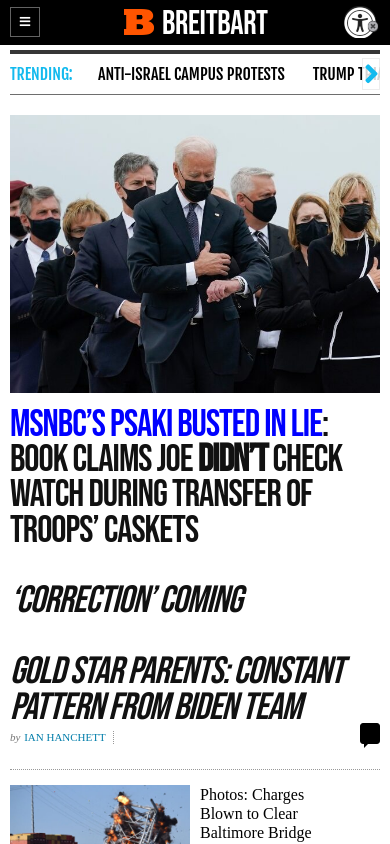 BREITBART
TRENDING: ANTI-ISRAEL CAMPUS PROTESTS TRUMP T
MSNBC'S PSAKI BUSTED IN LIE:
BOOK CLAIMS JOE DIDN'T CHECK
WATCH DURING TRANSFER OF
TROOPS' CASKETS
'CORRECTION' COMING
GOLD STAR PARENTS: CONSTANT
PATTERN FROM BIDEN TEAM
by IAN HANCHETT
Photos: Charges
Blown to Clear
Baltimore Bridge